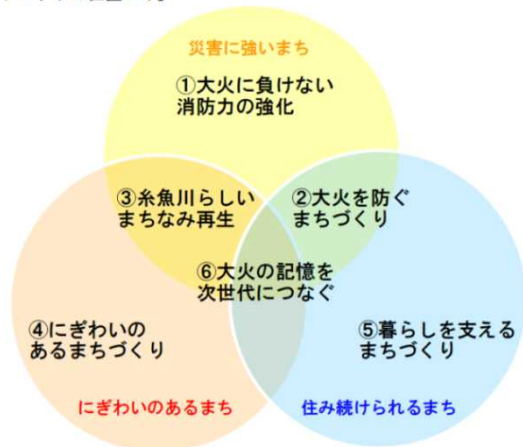 災害に強いまち
①大火に負けない
消防力の強化
③糸魚川らしい
まちなみ再生
②大火を防ぐ
まちづくり
⑥大火の記憶を
次世代につなぐ
④にぎわいの
あるまちづくり
⑤暮らしを支える
まちづくり
にぎわいのあるまち
住み続けられるまち